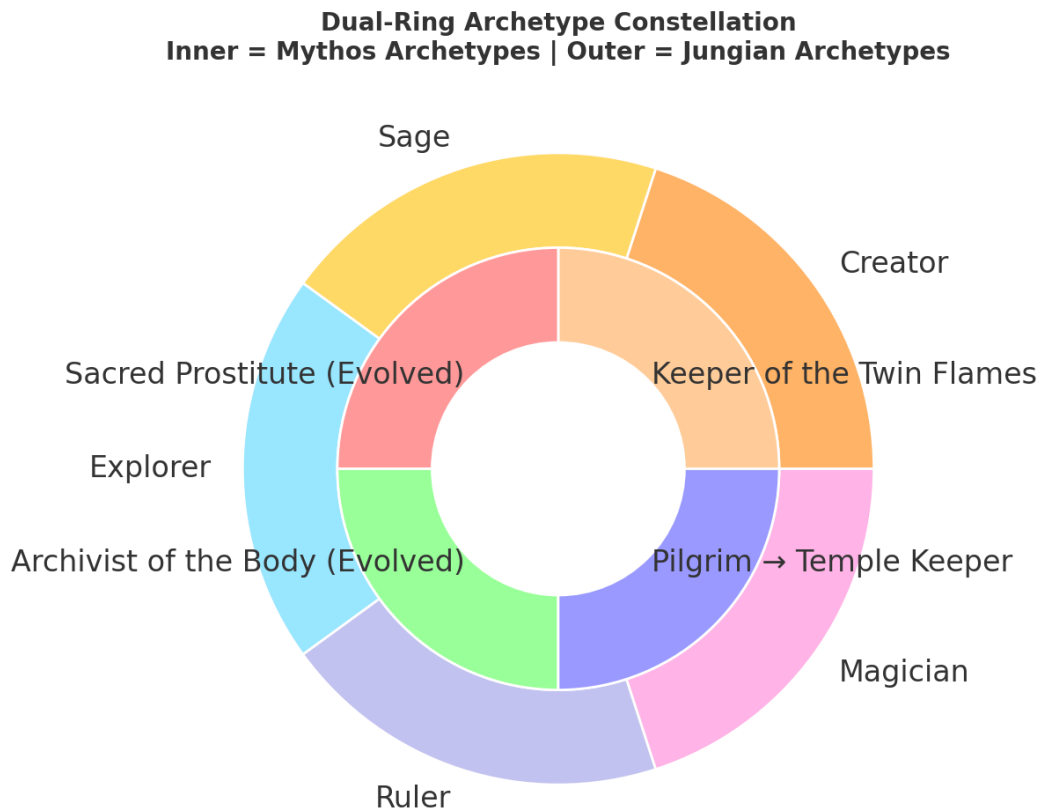 Dual-Ring Archetype Constellation
Inner = Mythos Archetypes | Outer = Jungian Archetypes
Sage
Creator
Sacred Prostitute (Evolved)
Keeper of the Twin Flames
Explorer
Archivist of the Body (Evolved)
Pilgrim → Temple Keeper
Magician
Ruler